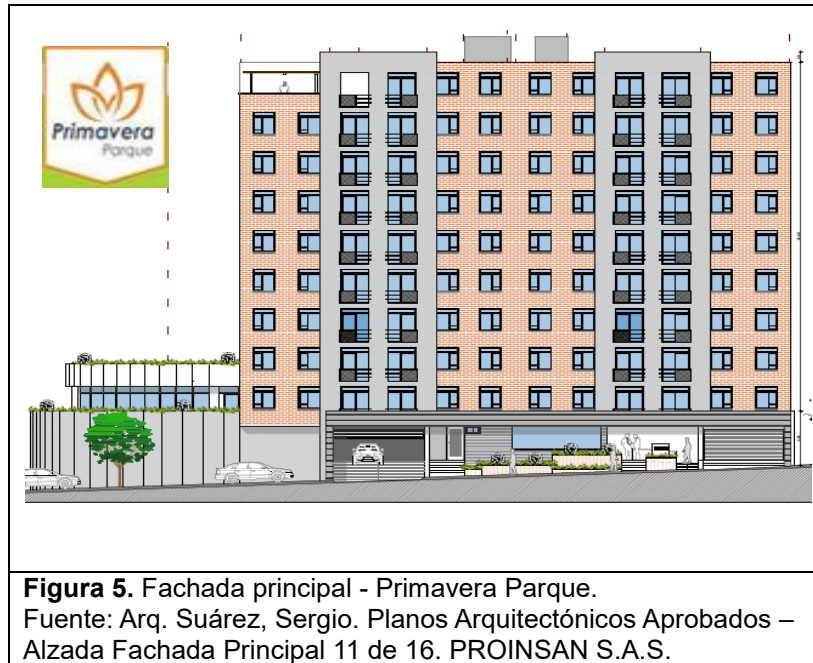 Primavera
Parque
Figura 5. Fachada principal - Primavera Parque.
Fuente: Arq. Suárez, Sergio. Planos Arquitectónicos Aprobados –
Alzada Fachada Principal 11 de 16. PROINSAN S.A.S.